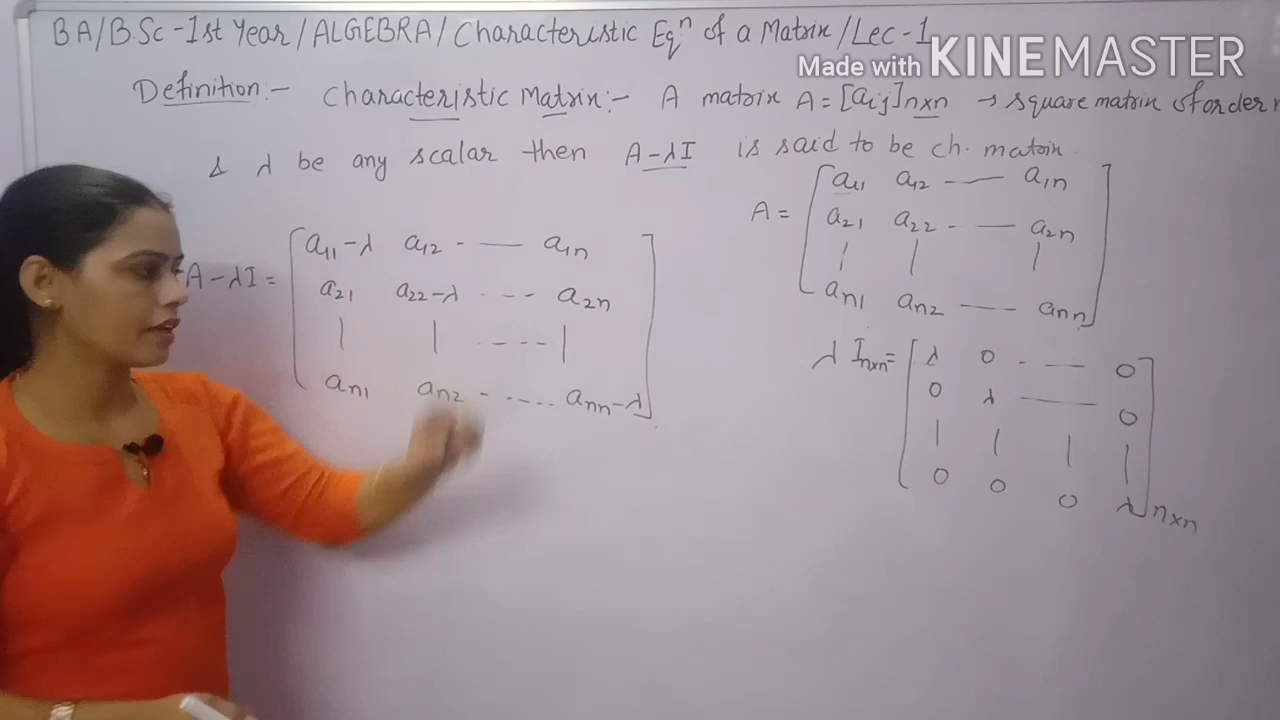 BA/B.Sc-1st Year/ALGEBRA/Characteristic Eqⁿ of a Matrix/Lec-1
Made with KINEMASTER
Definition:- Characteristic Matrix:- A matrix A = [aij]n×n → square matrix of order n
& λ be any scalar then A-λI is said to be ch. matrix
A = [a11 a12 - — a1n
a21 a22 - — a2n
| | |
an1 an2 — ann]
A-λI = [a11-λ a12 - — a1n
a21 a22-λ ... a2n
| | ..... |
an1 an2 - ..... ann-λ]
λ In×n = [λ 0 - — 0
0 λ — 0
| | | |
0 0 0 λ]n×n